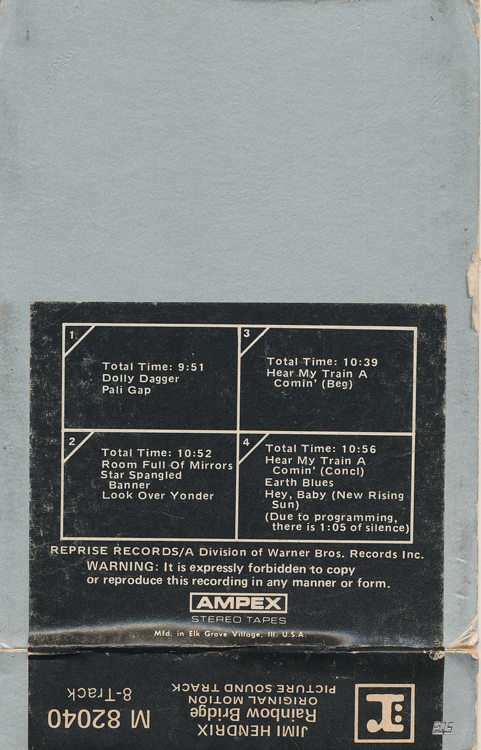 1
Total Time: 9:51
Dolly Dagger
Pali Gap
2
Total Time: 10:52
Room Full Of Mirrors
Star Spangled
Banner
Look Over Yonder
3
Total Time: 10:39
Hear My Train A
Comin' (Beg)
4
Total Time: 10:56
Hear My Train A
Comin' (Concl)
Earth Blues
Hey, Baby (New Rising
Sun)
(Due to programming,
there is 1:05 of silence)
REPRISE RECORDS/A Division of Warner Bros. Records Inc.
WARNING: It is expressly forbidden to copy
or reproduce this recording in any manner or form.
AMPEX
STEREO TAPES
Mfd. in Elk Grove Village, Ill. U.S.A.
JIMI HENDRIX
Rainbow Bridge
ORIGINAL MOTION
PICTURE SOUND TRACK
M 82040
8-Track